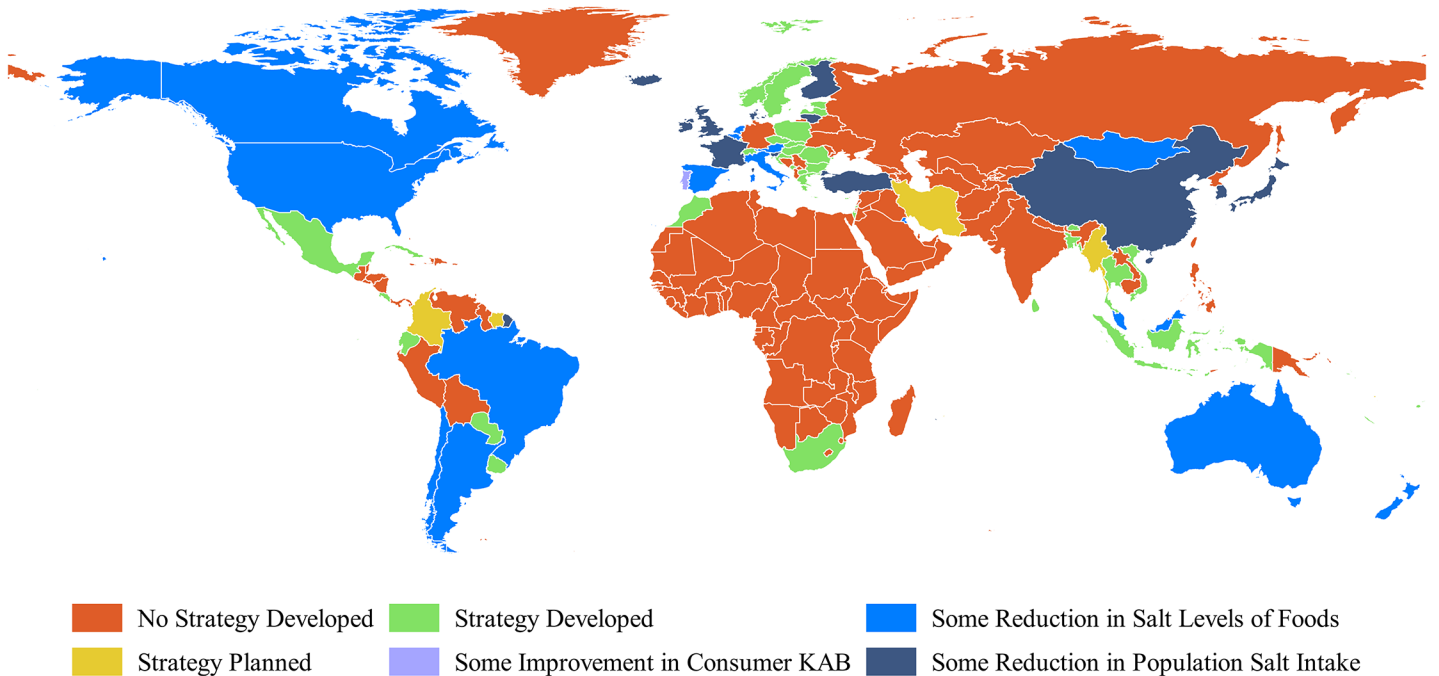 No Strategy Developed
Strategy Developed
Some Reduction in Salt Levels of Foods
Strategy Planned
Some Improvement in Consumer KAB
Some Reduction in Population Salt Intake